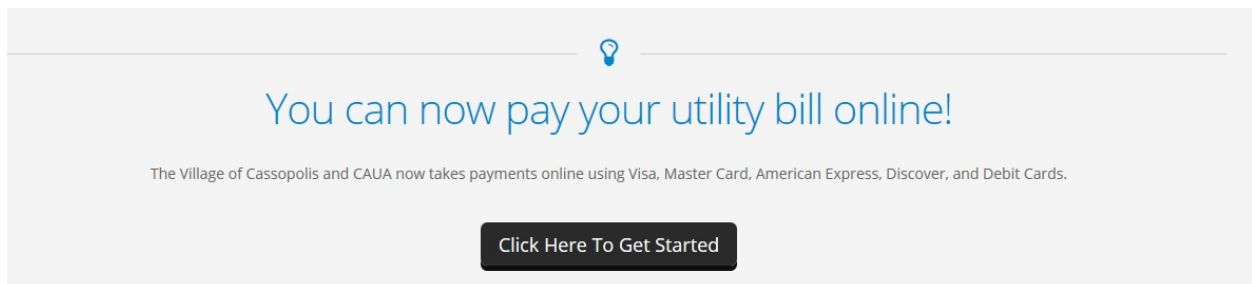 You can now pay your utility bill online!
The Village of Cassopolis and CAUA now takes payments online using Visa, Master Card, American Express, Discover, and Debit Cards.
Click Here To Get Started